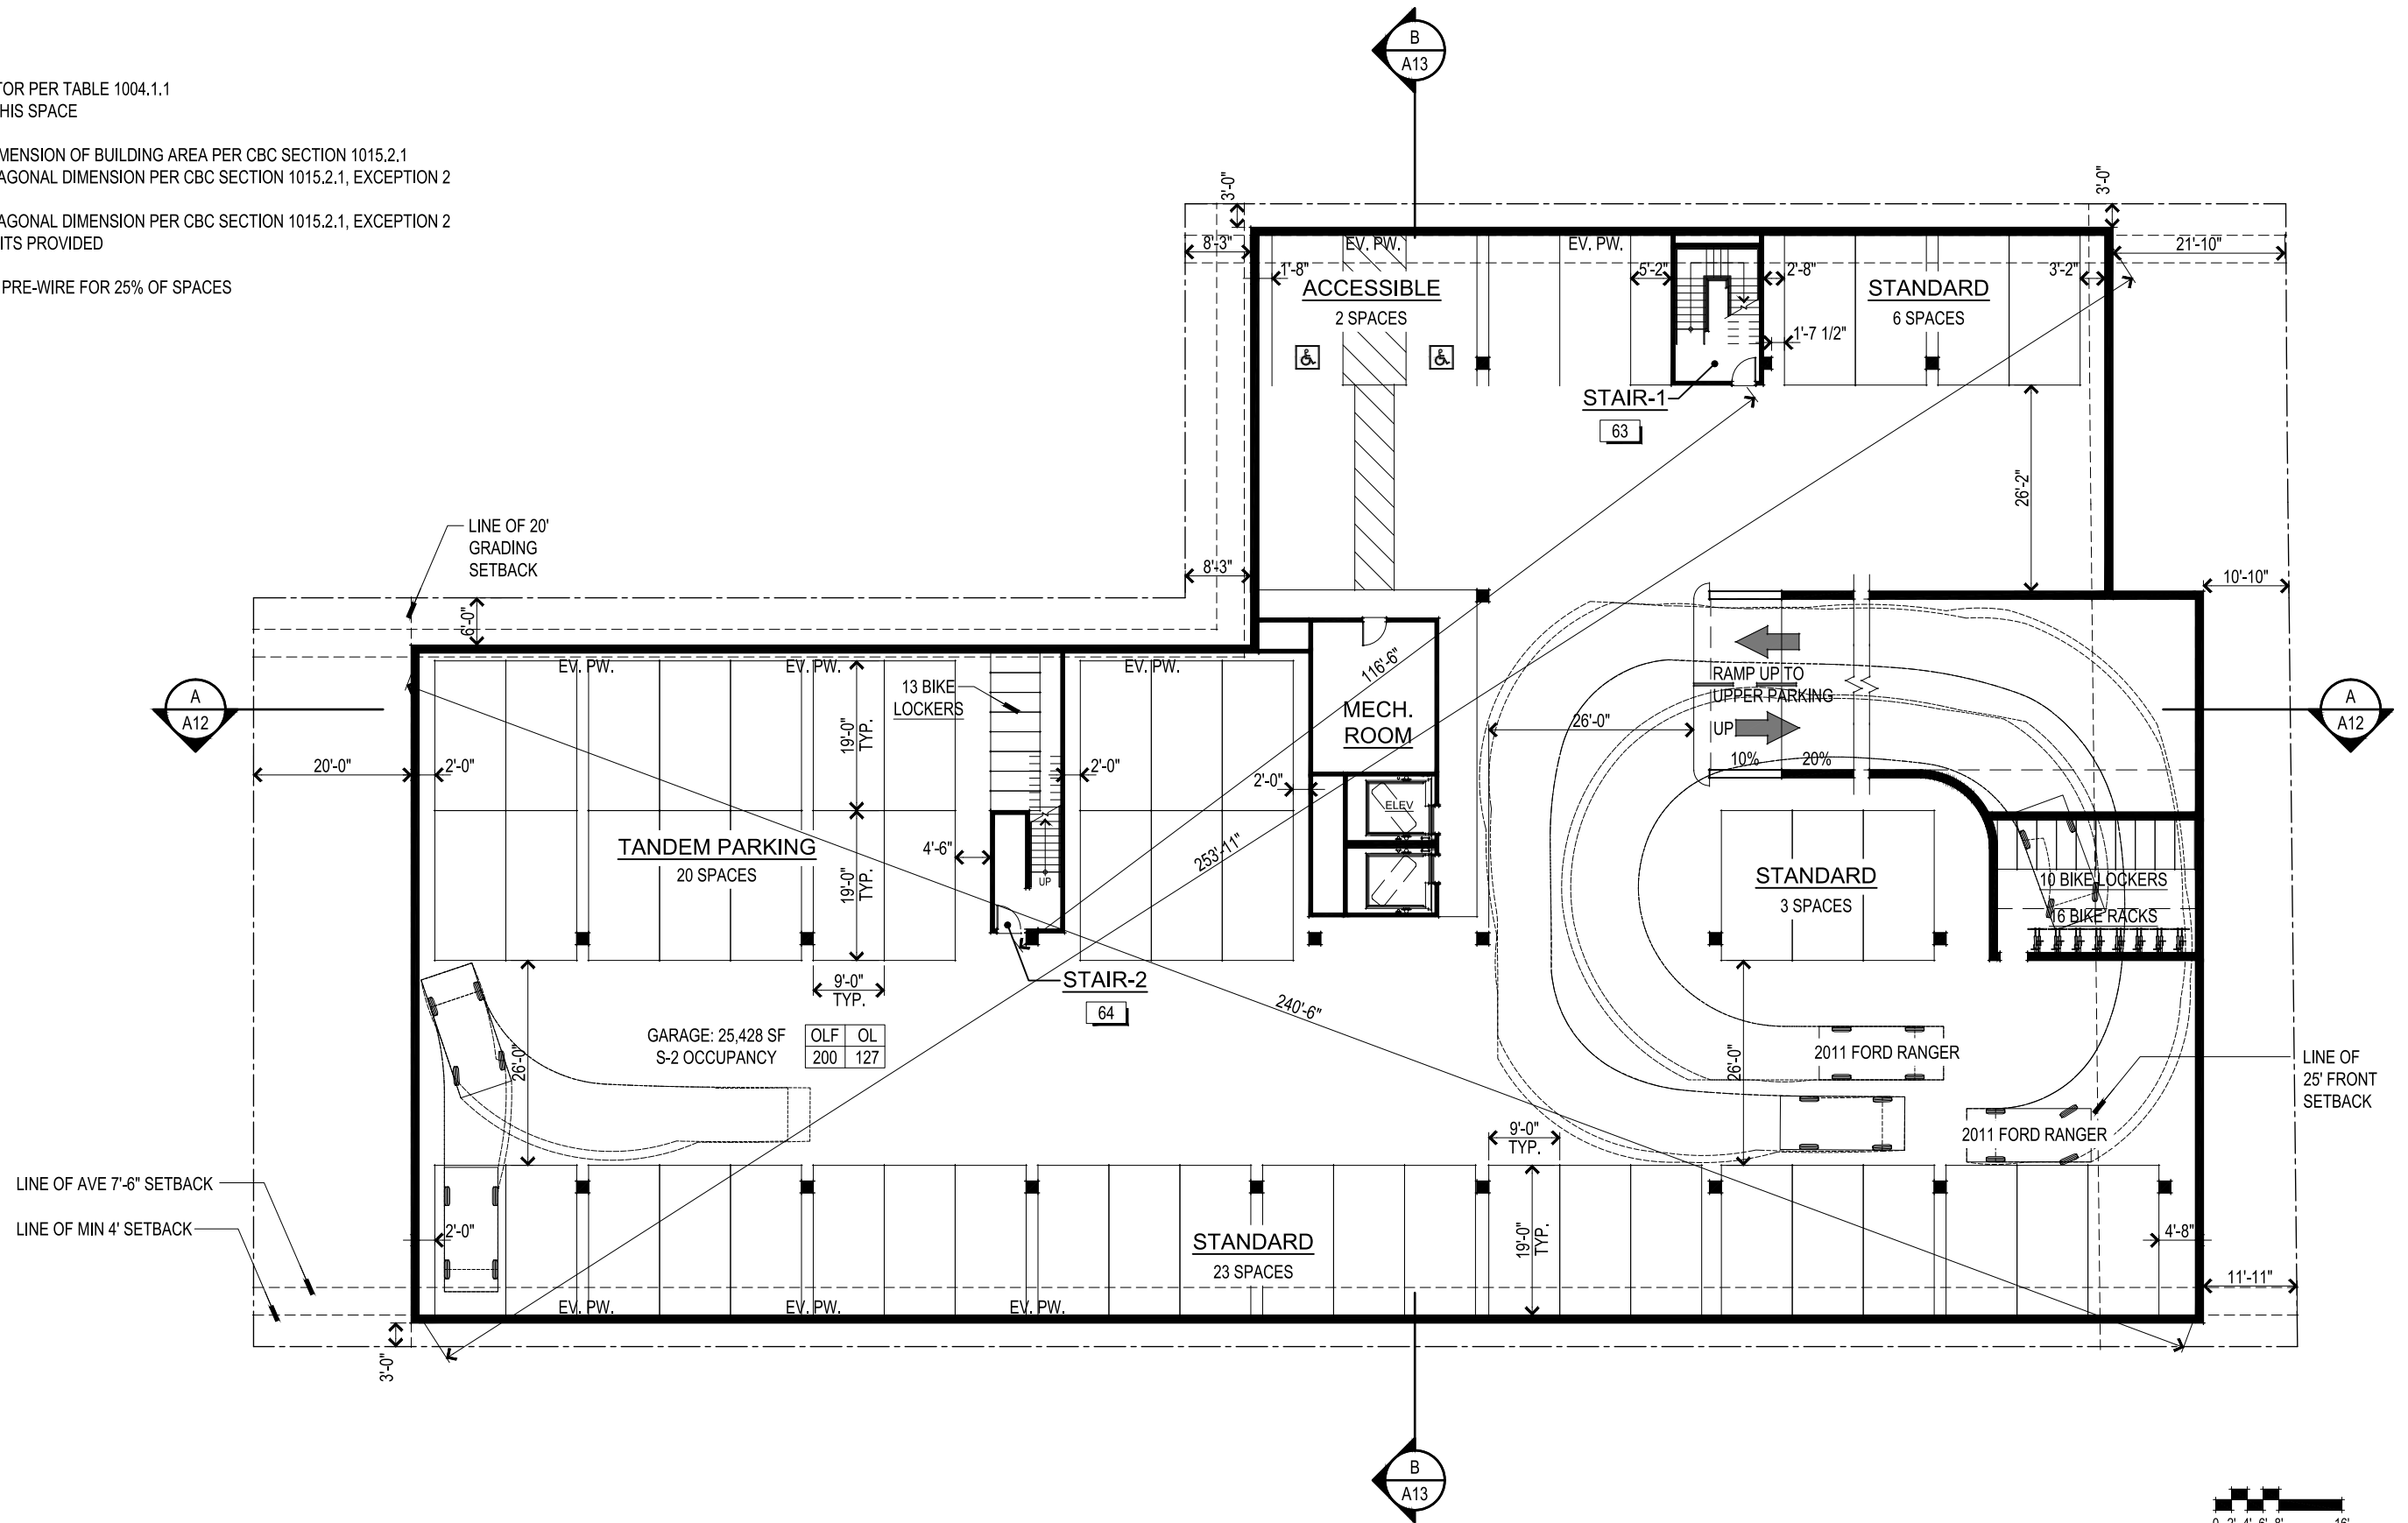 TOR PER TABLE 1004.1.1
HIS SPACE
MENSION OF BUILDING AREA PER CBC SECTION 1015.2.1
AGONAL DIMENSION PER CBC SECTION 1015.2.1, EXCEPTION 2
AGONAL DIMENSION PER CBC SECTION 1015.2.1, EXCEPTION 2
ITS PROVIDED
PRE-WIRE FOR 25% OF SPACES
B
A13
3'-0"
3'-0"
8'-3"
EV. PW.
EV. PW.
21'-10"
1'-8"
5'-2"
2'-8"
3'-2"
ACCESSIBLE
2 SPACES
STANDARD
6 SPACES
1'-7 1/2"
STAIR-1
63
26'-2"
LINE OF 20'
GRADING
SETBACK
8'-3"
10'-10"
6'-0"
EV. PW.
EV. PW.
EV. PW.
116'-6"
13 BIKE
LOCKERS
RAMP UP TO
UPPER PARKING
UP
10%
20%
A
A12
MECH.
ROOM
26'-0"
A
A12
19'-0"
TYP.
20'-0"
2'-0"
2'-0"
2'-0"
ELEV
TANDEM PARKING
20 SPACES
19'-0"
TYP.
4'-6"
UP
253'-11"
STANDARD
3 SPACES
10 BIKE LOCKERS
16 BIKE RACKS
9'-0"
TYP.
STAIR-2
64
240'-6"
GARAGE: 25,428 SF
S-2 OCCUPANCY
OLF OL
200 127
26'-0"
26'-0"
2011 FORD RANGER
LINE OF
25' FRONT
SETBACK
2011 FORD RANGER
9'-0"
TYP.
LINE OF AVE 7'-6" SETBACK
LINE OF MIN 4' SETBACK
2'-0"
STANDARD
23 SPACES
19'-0"
TYP.
4'-8"
11'-11"
EV. PW.
EV. PW.
EV. PW.
3'-0"
B
A13
0 2' 4' 6' 8' 16'